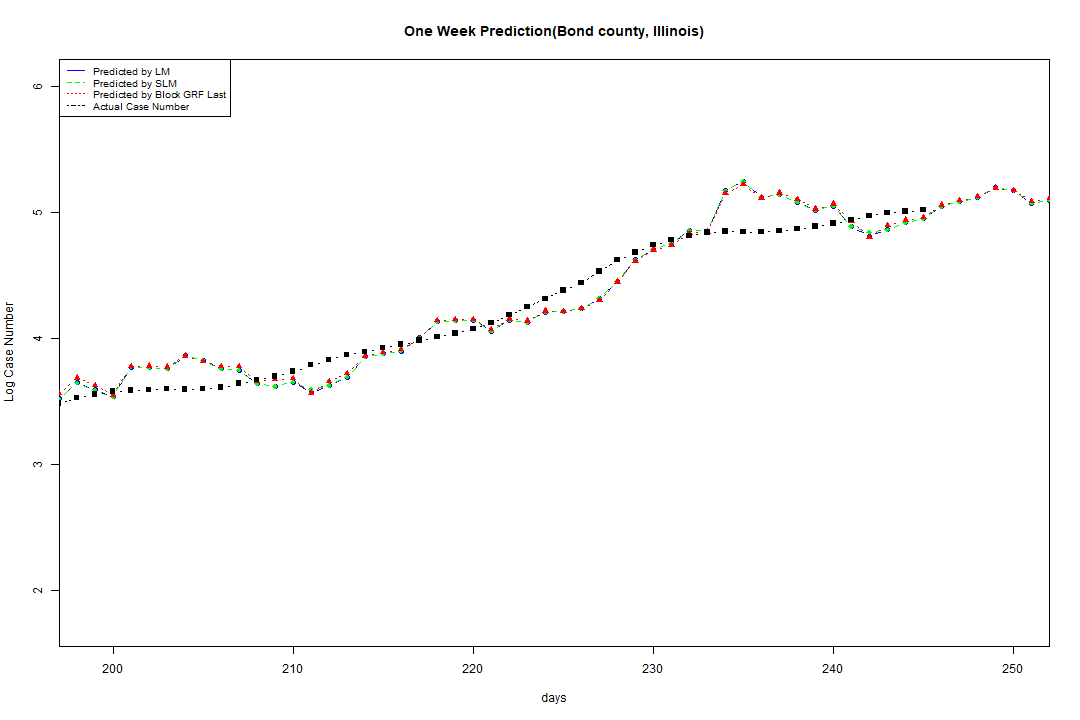 One Week Prediction(Bond county, Illinois)
Predicted by LM
Predicted by SLM
Predicted by Block GRF Last
Actual Case Number
6
5
4
3
2
Log Case Number
200 210 220 230 240 250
days